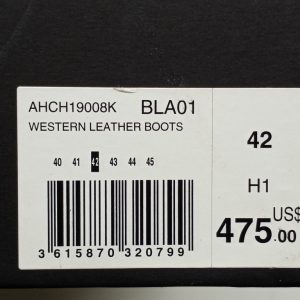 AHCH19008K BLA01
WESTERN LEATHER BOOTS
40 41 42 43 44 45
3 615870 320799
42
H1
US$
475.00